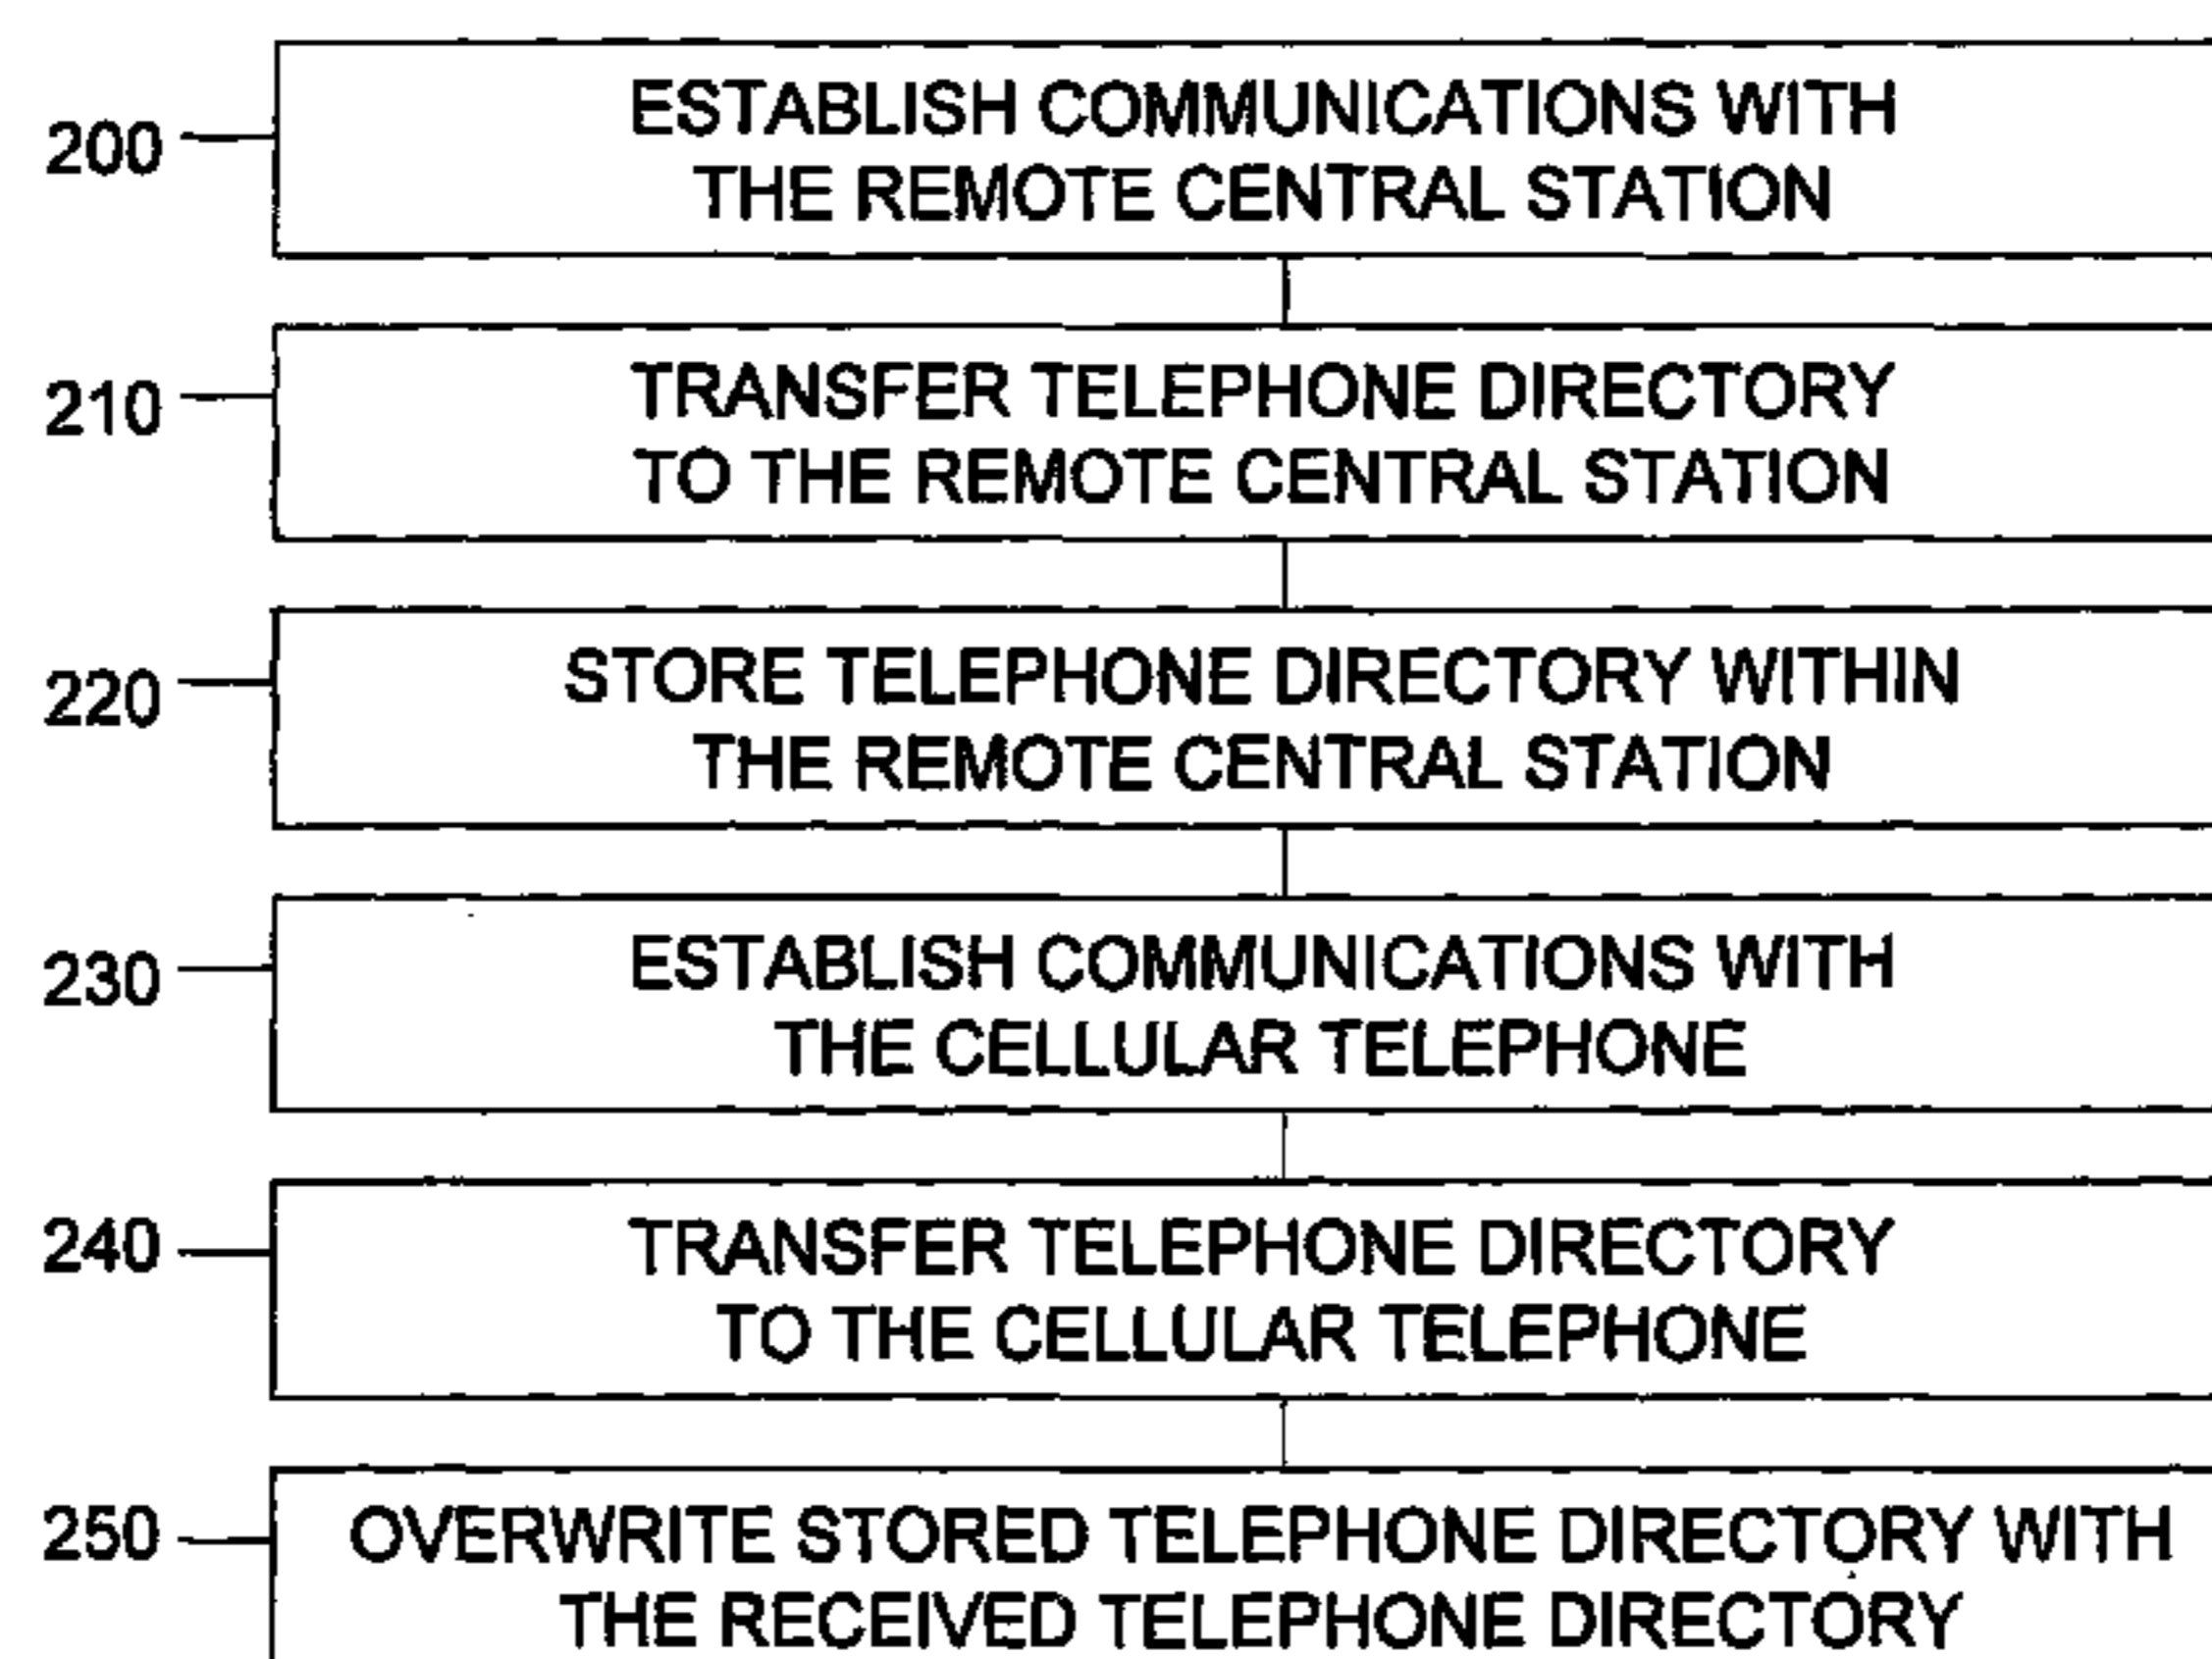 200
ESTABLISH COMMUNICATIONS WITH
THE REMOTE CENTRAL STATION
210
TRANSFER TELEPHONE DIRECTORY
TO THE REMOTE CENTRAL STATION
220
STORE TELEPHONE DIRECTORY WITHIN
THE REMOTE CENTRAL STATION
230
ESTABLISH COMMUNICATIONS WITH
THE CELLULAR TELEPHONE
240
TRANSFER TELEPHONE DIRECTORY
TO THE CELLULAR TELEPHONE
250
OVERWRITE STORED TELEPHONE DIRECTORY WITH
THE RECEIVED TELEPHONE DIRECTORY